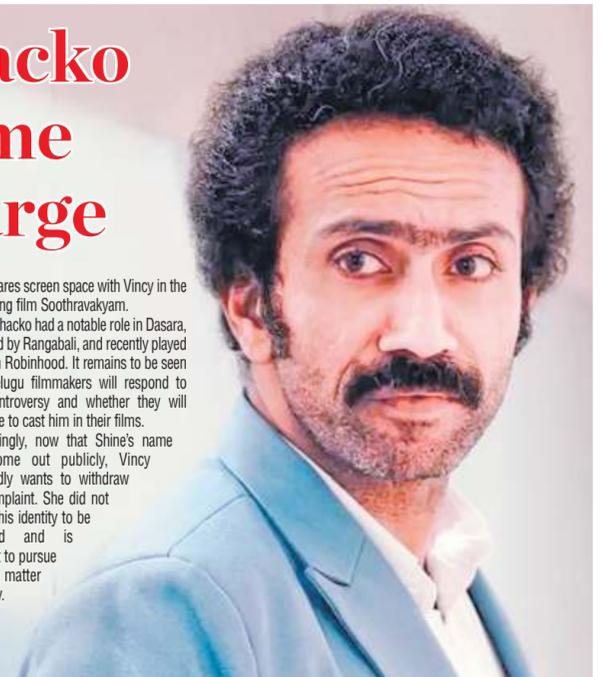 acko
me
arge
ares screen space with Vincy in the
ng film Soothravakyam.
hacko had a notable role in Dasara,
d by Rangabali, and recently played
n Robinhood. It remains to be seen
elugu filmmakers will respond to
ntroversy and whether they will
e to cast him in their films.
ingly, now that Shine’s name
ome out publicly, Vincy
dly wants to withdraw
mplaint. She did not
his identity to be
d and is
t to pursue
matter
y.